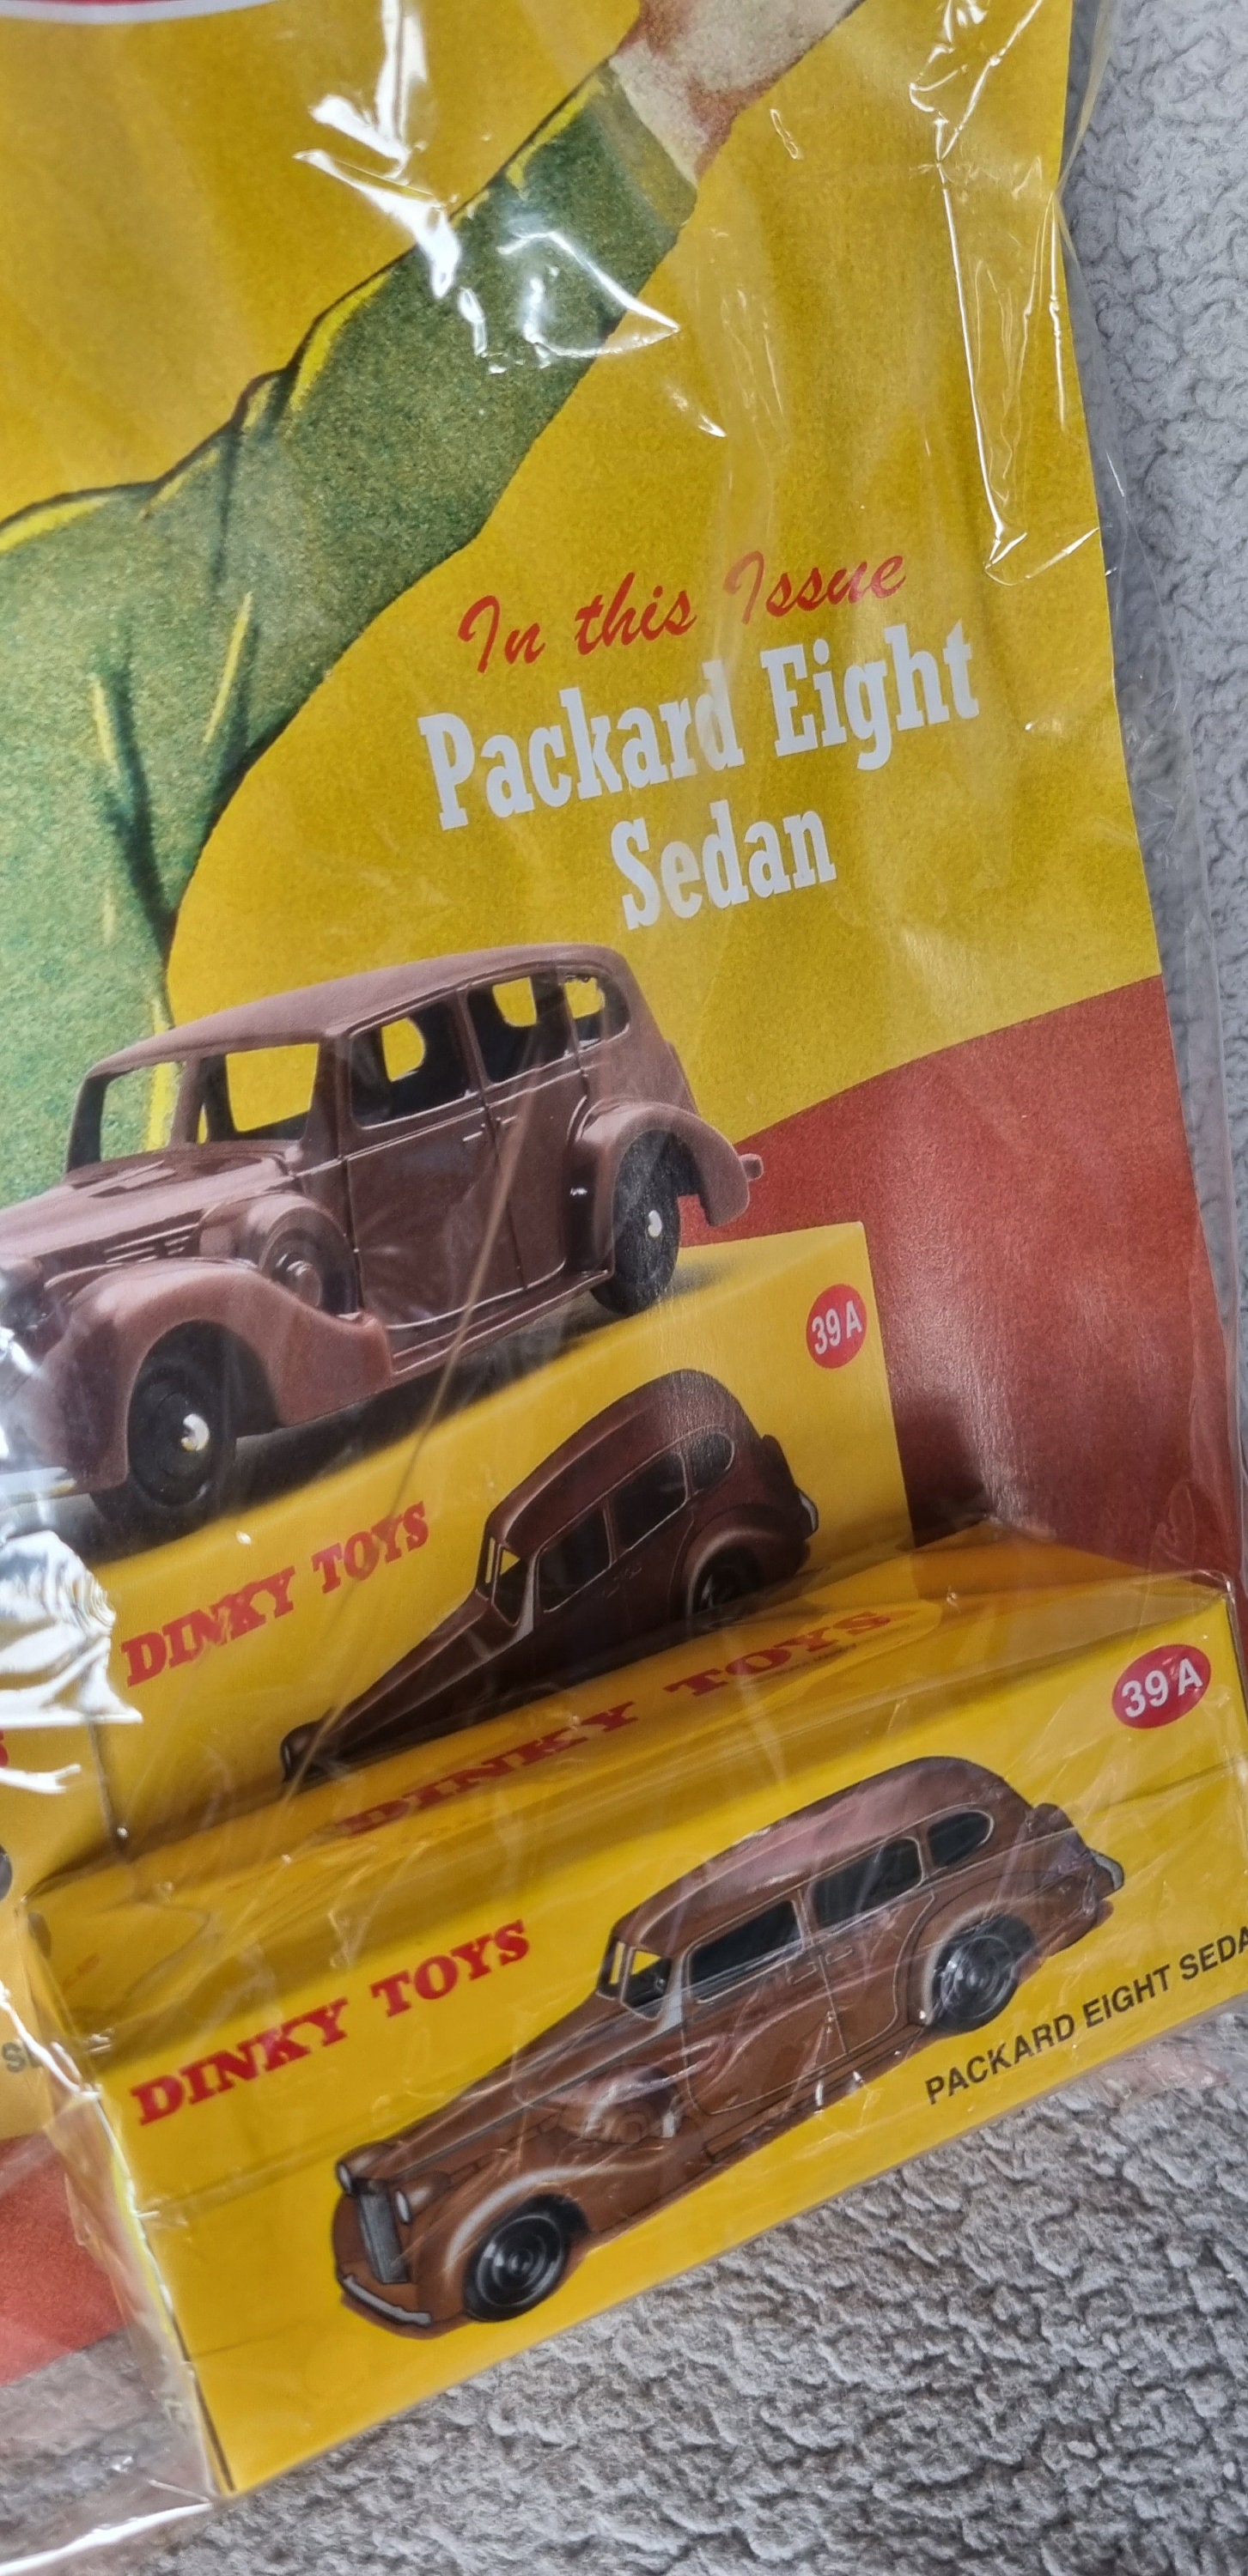 In this Issue
Packard Eight
Sedan
39A
DINKY TOYS
DINKY TOYS
39A
DINKY TOYS
PACKARD EIGHT SEDA